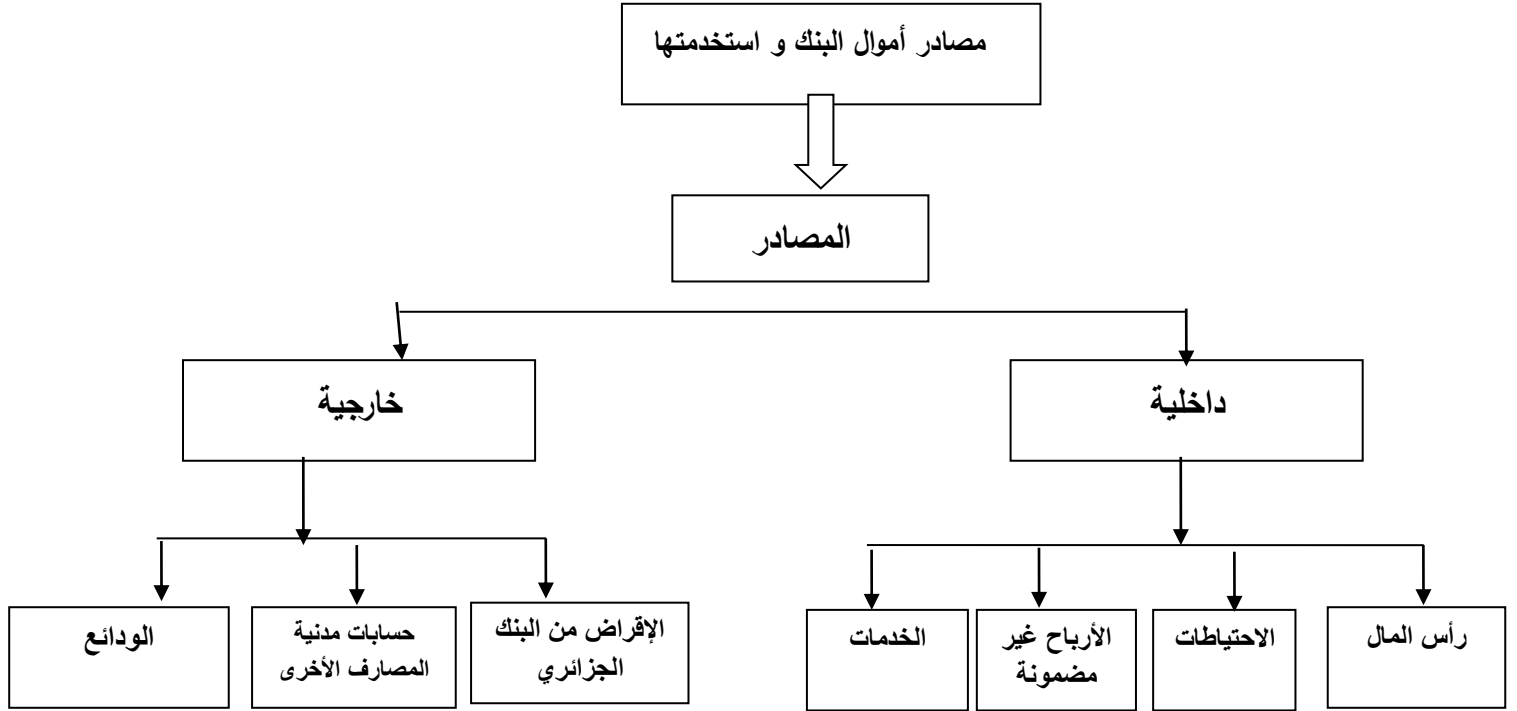 مصادر أموال البنك و استخدمتها
المصادر
داخلية
خارجية
رأس المال
الاحتياطات
الأرباح غير
مضمونة
الخدمات
الإقراض من البنك
الجزائري
حسابات مدنية
المصارف الأخرى
الودائع